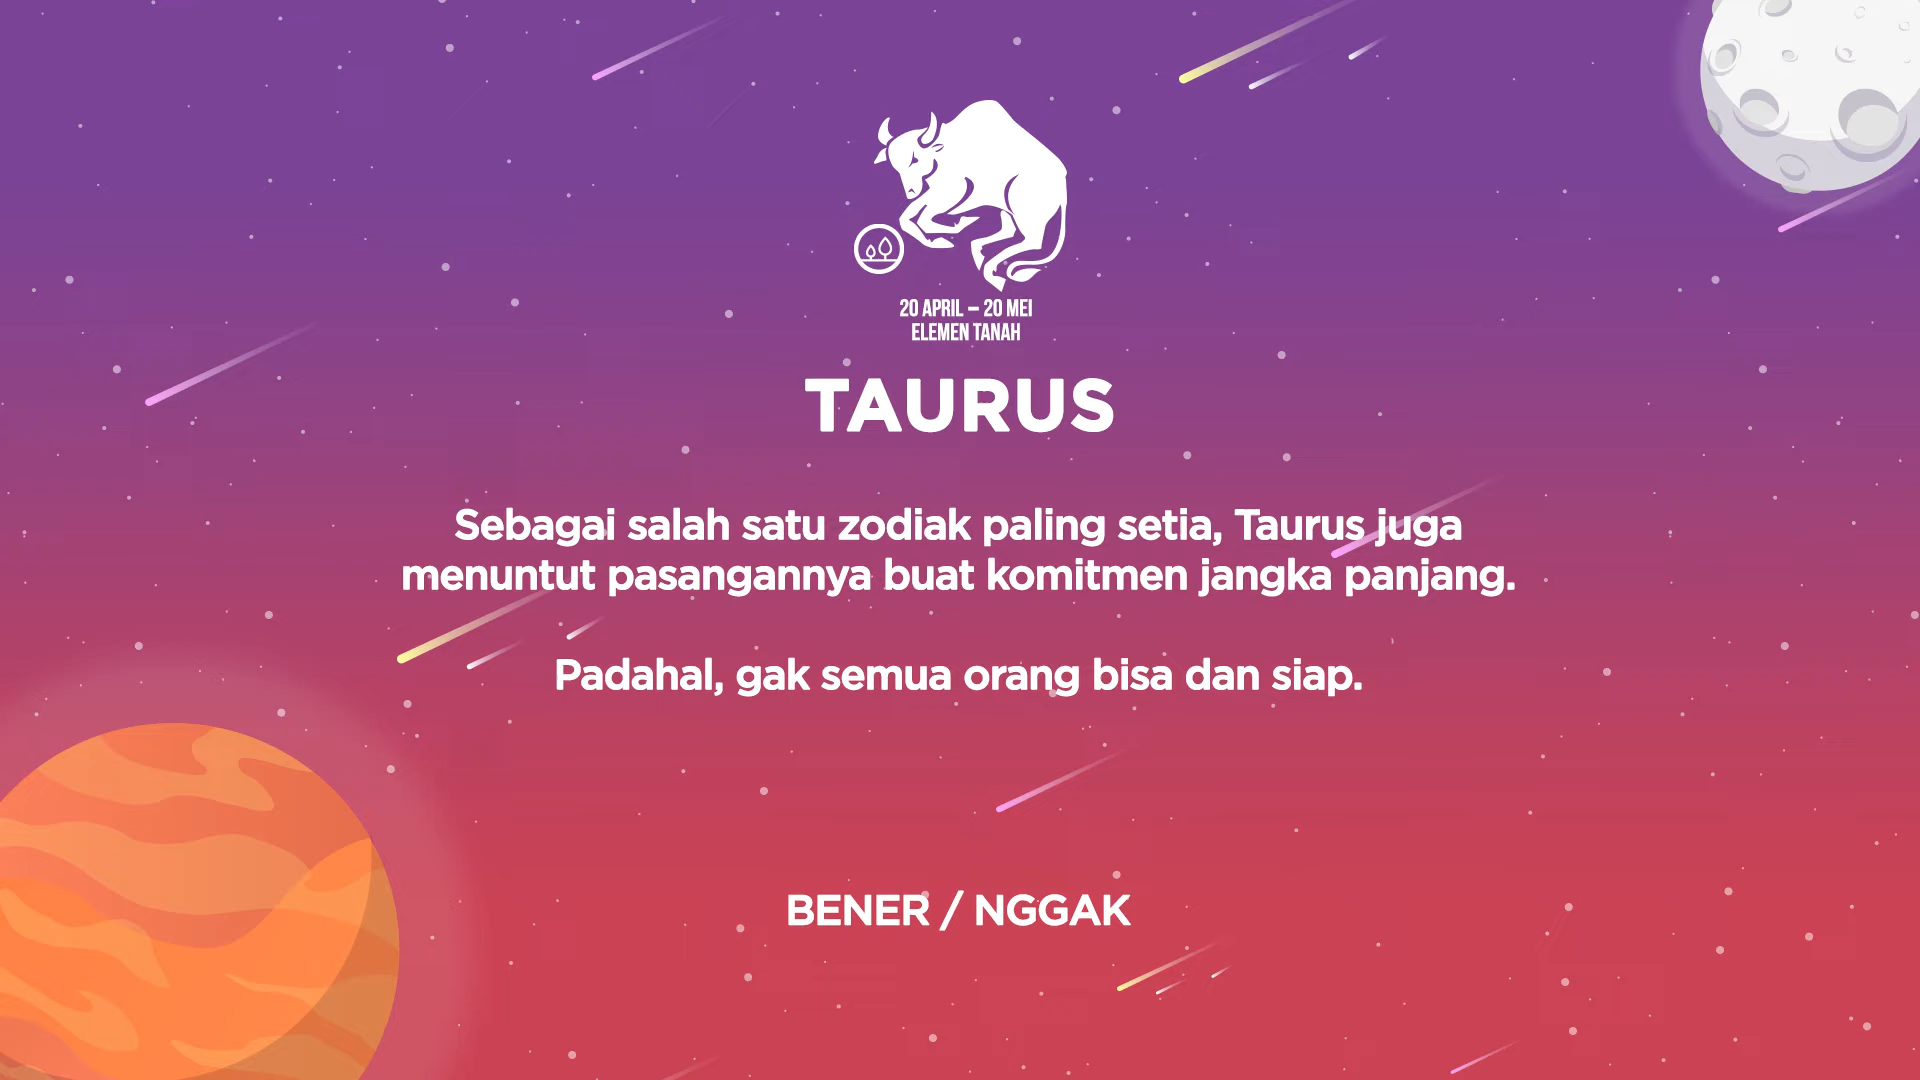 20 APRIL – 20 MEI
ELEMEN TANAH
TAURUS
Sebagai salah satu zodiak paling setia, Taurus juga
menuntut pasangannya buat komitmen jangka panjang.
Padahal, gak semua orang bisa dan siap.
BENER / NGGAK